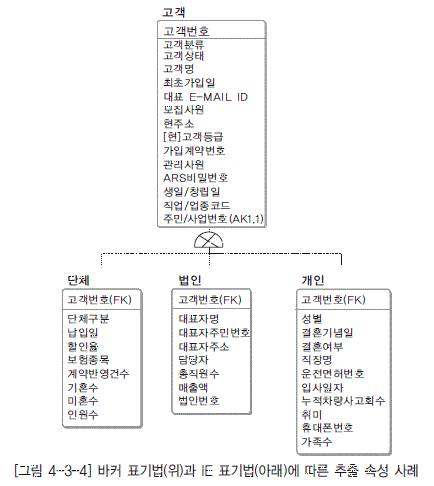 고객
고객번호
고객분류
고객상태
고객명
최초가입일
대표 E-MAIL ID
모집사원
현주소
[현]고객등급
가입계약번호
관리사원
ARS비밀번호
생일/창립일
직업/업종코드
주민/사업번호(AK1.1)
단체
고객번호(FK)
단체구분
납입일
할인율
보험종목
계약반영건수
기혼수
미혼수
인원수
법인
고객번호(FK)
대표자명
대표자주민번호
대표자주소
담당자
총직원수
매출액
법인번호
개인
고객번호(FK)
성별
결혼기념일
결혼여부
직장명
운전면허번호
입사일자
누적차량사고회수
취미
휴대폰번호
가족수
[그림 4-3-4] 바커 표기법(위)과 IE 표기법(아래)에 따른 추출 속성 사례